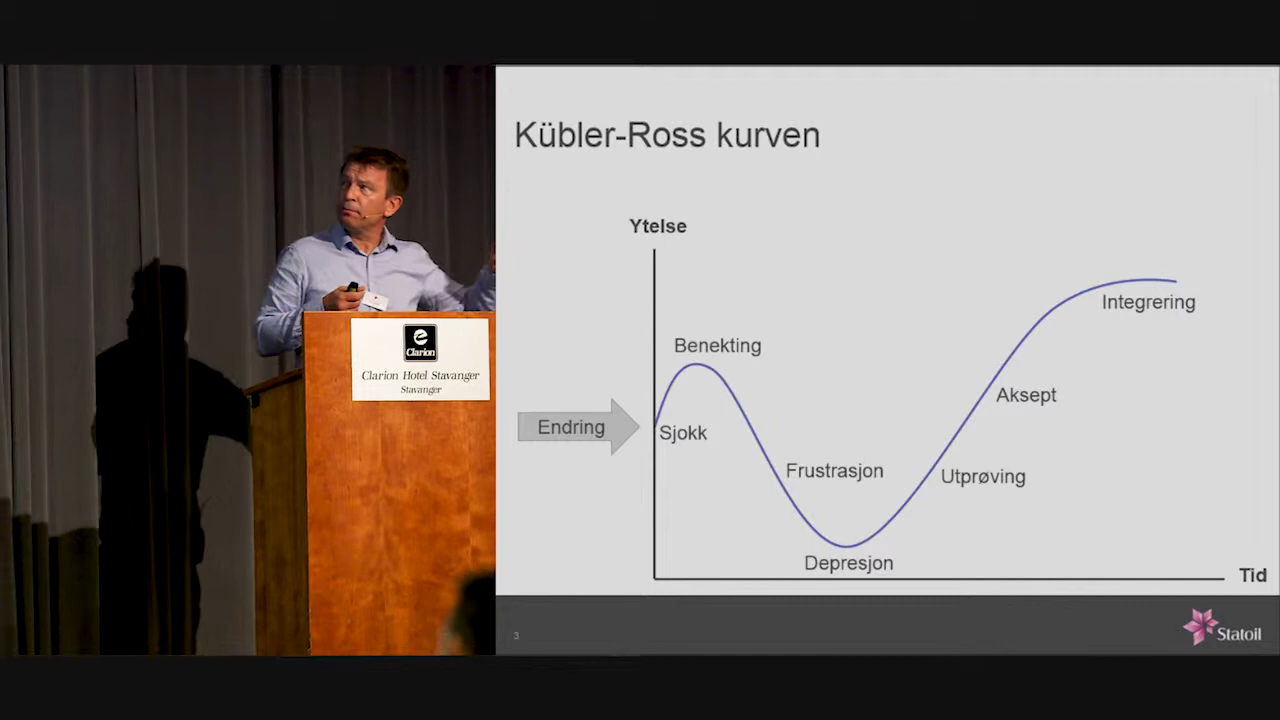 Kübler-Ross kurven
Ytelse
Benekting
Integrering
Aksept
Endring
Sjokk
Frustrasjon
Utprøving
Depresjon
Tid
3
Statoil
e
Clarion
Clarion Hotel Stavanger
Stavanger